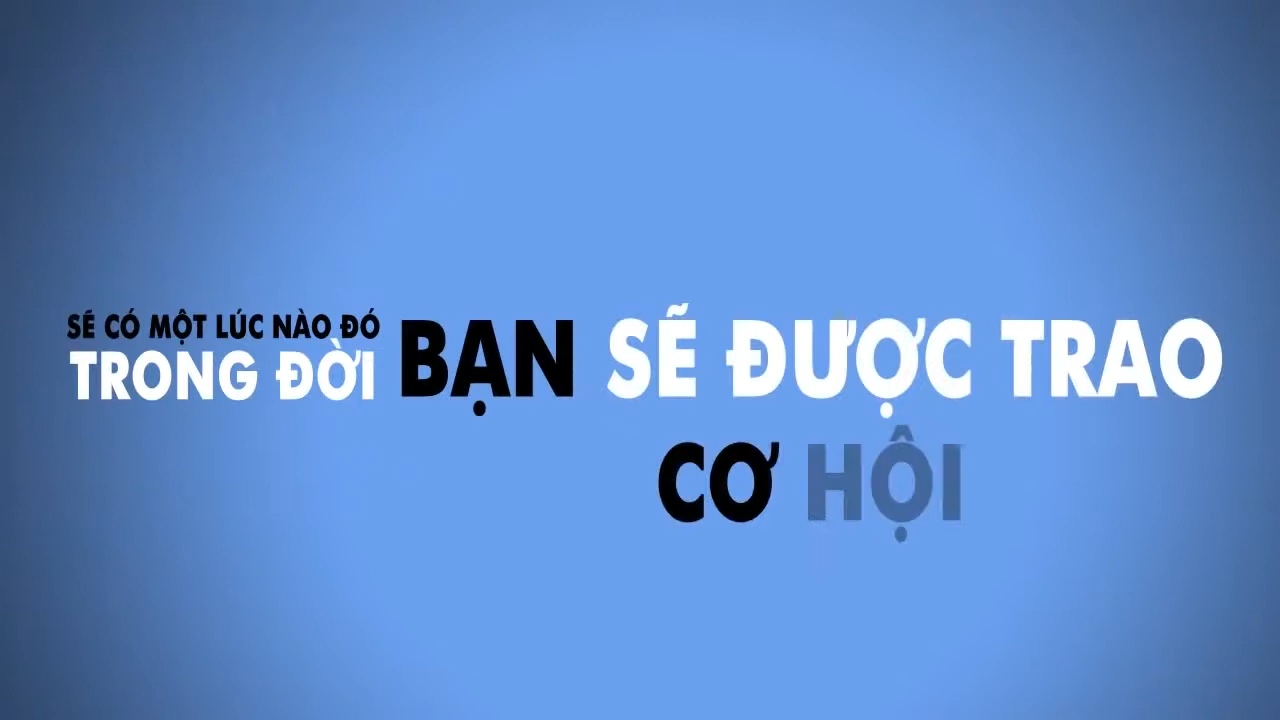 SẼ CÓ MỘT LÚC NÀO ĐÓ
TRONG ĐỜI
BẠN SẼ ĐƯỢC TRAO
CƠ HỘI